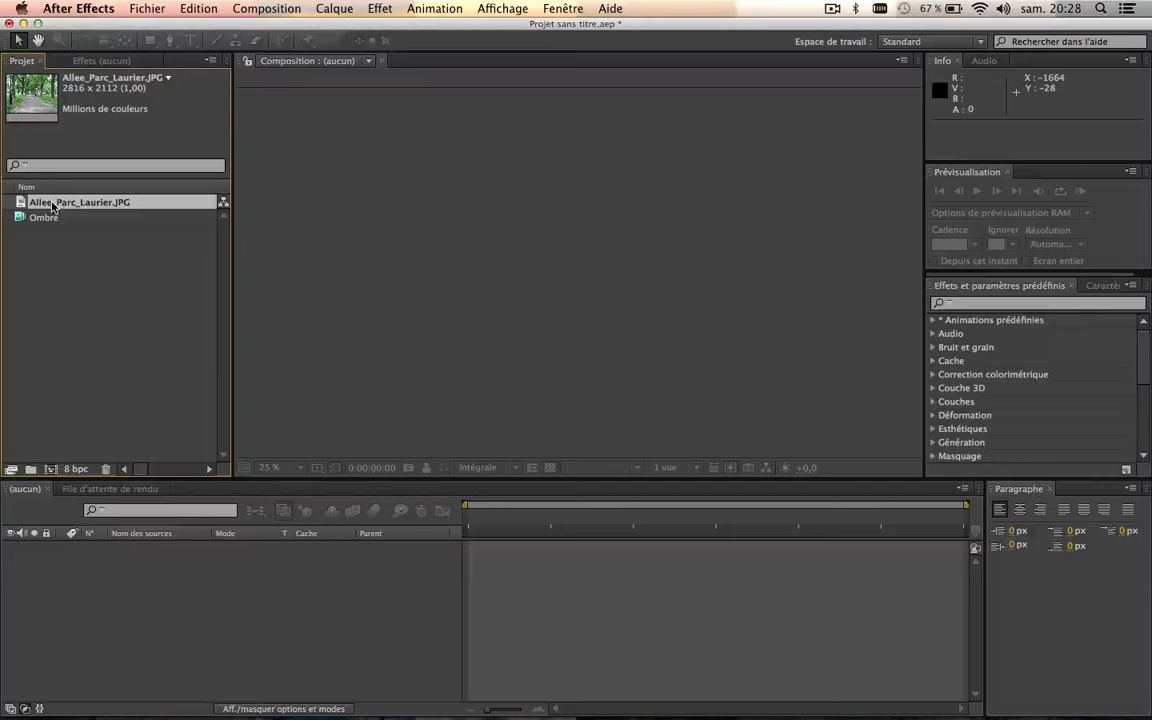 After Effects Fichier Edition Composition Calque Effet Animation Affichage Fenêtre Aide 67 % sam. 20:28
Projet sans titre.aep *
Espace de travail : Standard Rechercher dans l'aide
Projet Effets (aucun) Composition : (aucun) Info Audio
Allee_Parc_Laurier.JPG
2816 x 2112 (1,00)
Millions de couleurs
R :
V :
B :
A : 0
X : -1664
Y : -28
Prévisualisation
Nom
Allee_Parc_Laurier.JPG
Ombre
Options de prévisualisation RAM
Cadence Ignorer Résolution
Automa...
Depuis cet instant Ecran entier
Effets et paramètres prédéfinis Caractè
* Animations prédéfinies
Audio
Bruit et grain
Cache
Correction colorimétrique
Couche 3D
Couches
Déformation
Esthétiques
Génération
Masquage
8 bpc 25 % 0:00:00:00 Intégrale 1 vue +0,0
(aucun) File d'attente de rendu Paragraphe
N° Nom des sources Mode T Cache Parent
0 px 0 px 0 px
0 px 0 px
Aff./masquer options et modes